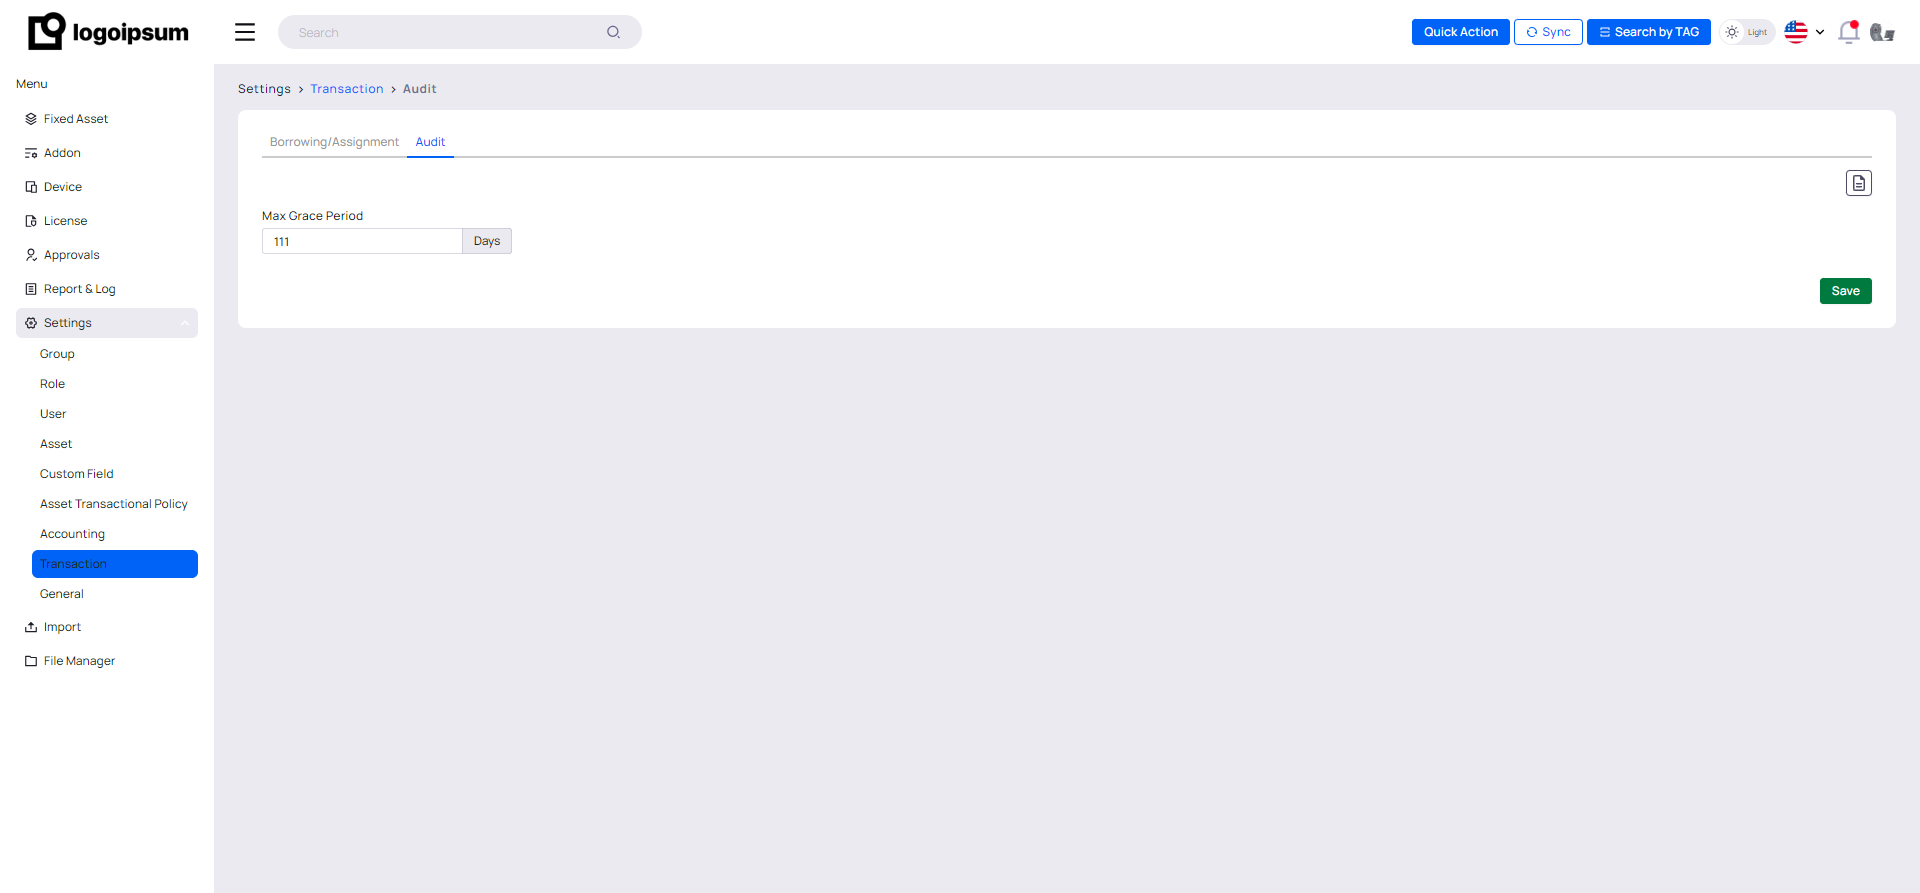 logoipsum
Search
Quick Action
Sync
Search by TAG
Light
Menu
Fixed Asset
Addon
Device
License
Approvals
Report & Log
Settings
Group
Role
User
Asset
Custom Field
Asset Transactional Policy
Accounting
Transaction
General
Import
File Manager
Settings > Transaction > Audit
Borrowing/Assignment
Audit
Max Grace Period
111
Days
Save